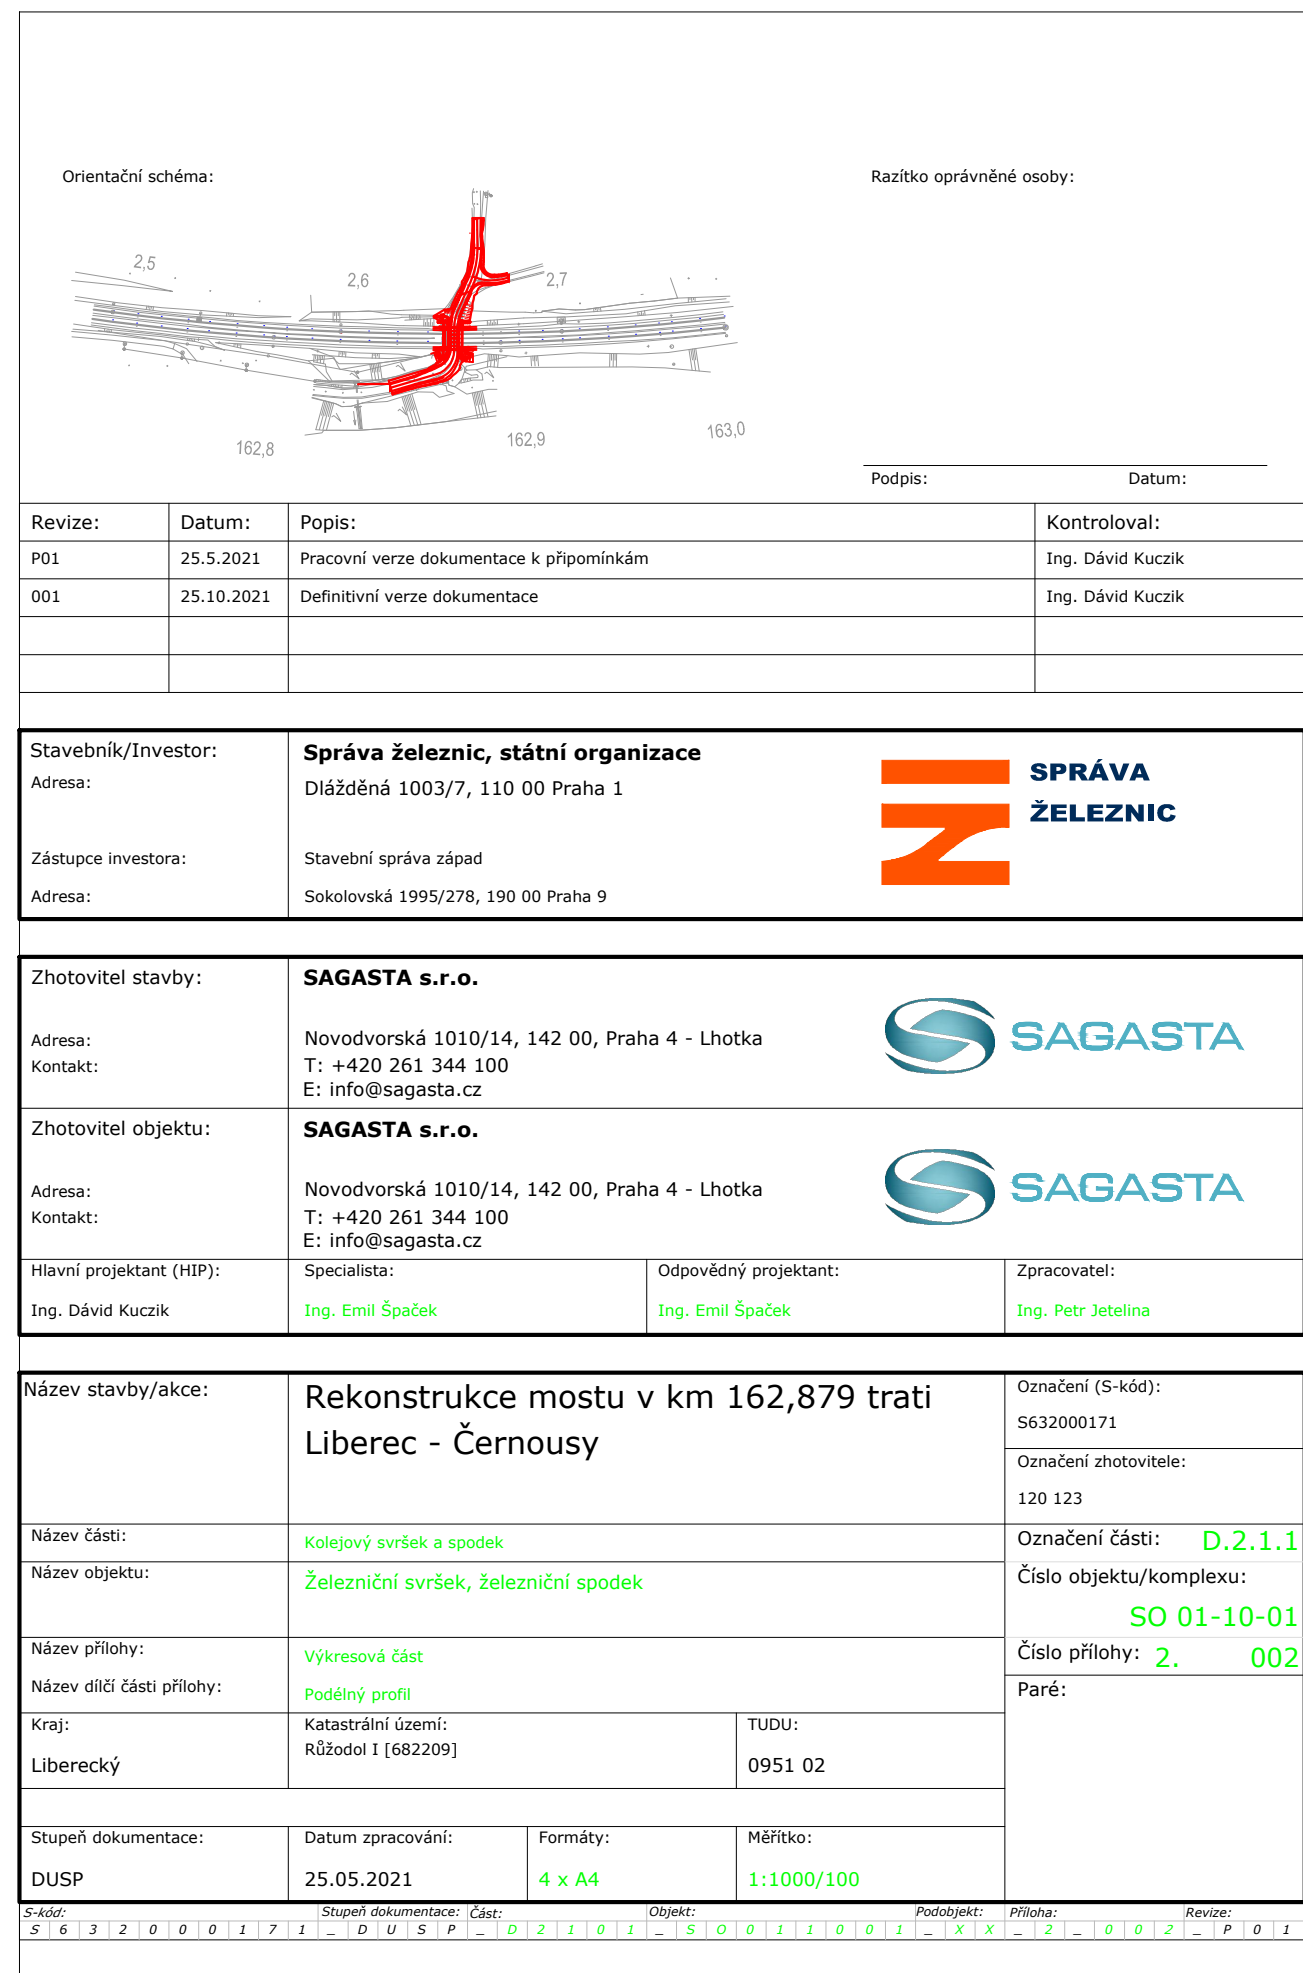 Orientační schéma:
Razítko oprávněné osoby:
2,5
2,6
2,7
162,8
162,9
163,0
Podpis:
Datum:
Revize:
Datum:
Popis:
Kontroloval:
P01
25.5.2021
Pracovní verze dokumentace k připomínkám
Ing. Dávid Kuczik
001
25.10.2021
Definitivní verze dokumentace
Ing. Dávid Kuczik
Stavebník/Investor:
Správa železnic, státní organizace
Adresa:
Dlážděná 1003/7, 110 00 Praha 1
SPRÁVA
ŽELEZNIC
Zástupce investora:
Stavební správa západ
Adresa:
Sokolovská 1995/278, 190 00 Praha 9
Zhotovitel stavby:
SAGASTA s.r.o.
Adresa:
Novodvorská 1010/14, 142 00, Praha 4 - Lhotka
Kontakt:
T: +420 261 344 100
E: info@sagasta.cz
SAGASTA
Zhotovitel objektu:
SAGASTA s.r.o.
Adresa:
Novodvorská 1010/14, 142 00, Praha 4 - Lhotka
Kontakt:
T: +420 261 344 100
E: info@sagasta.cz
SAGASTA
Hlavní projektant (HIP):
Specialista:
Odpovědný projektant:
Zpracovatel:
Ing. Dávid Kuczik
Ing. Emil Špaček
Ing. Emil Špaček
Ing. Petr Jetelina
Název stavby/akce:
Rekonstrukce mostu v km 162,879 trati
Liberec - Černousy
Označení (S-kód):
S632000171
Označení zhotovitele:
120 123
Název části:
Kolejový svršek a spodek
Označení části:
D.2.1.1
Název objektu:
Železniční svršek, železniční spodek
Číslo objektu/komplexu:
SO 01-10-01
Název přílohy:
Výkresová část
Číslo přílohy:
2.
002
Název dílčí části přílohy:
Podélný profil
Paré:
Kraj:
Katastrální území:
TUDU:
Liberecký
Růžodol I [682209]
0951 02
Stupeň dokumentace:
Datum zpracování:
Formáty:
Měřítko:
DUSP
25.05.2021
4 x A4
1:1000/100
S-kód:
Stupeň dokumentace:
Část:
Objekt:
Podobjekt:
Příloha:
Revize:
S 6 3 2 0 0 0 1 7 1 _ D U S P _ D 2 1 0 1 _ S O 0 1 1 0 0 1 _ X X _ 2 _ 0 0 2 _ P 0 1